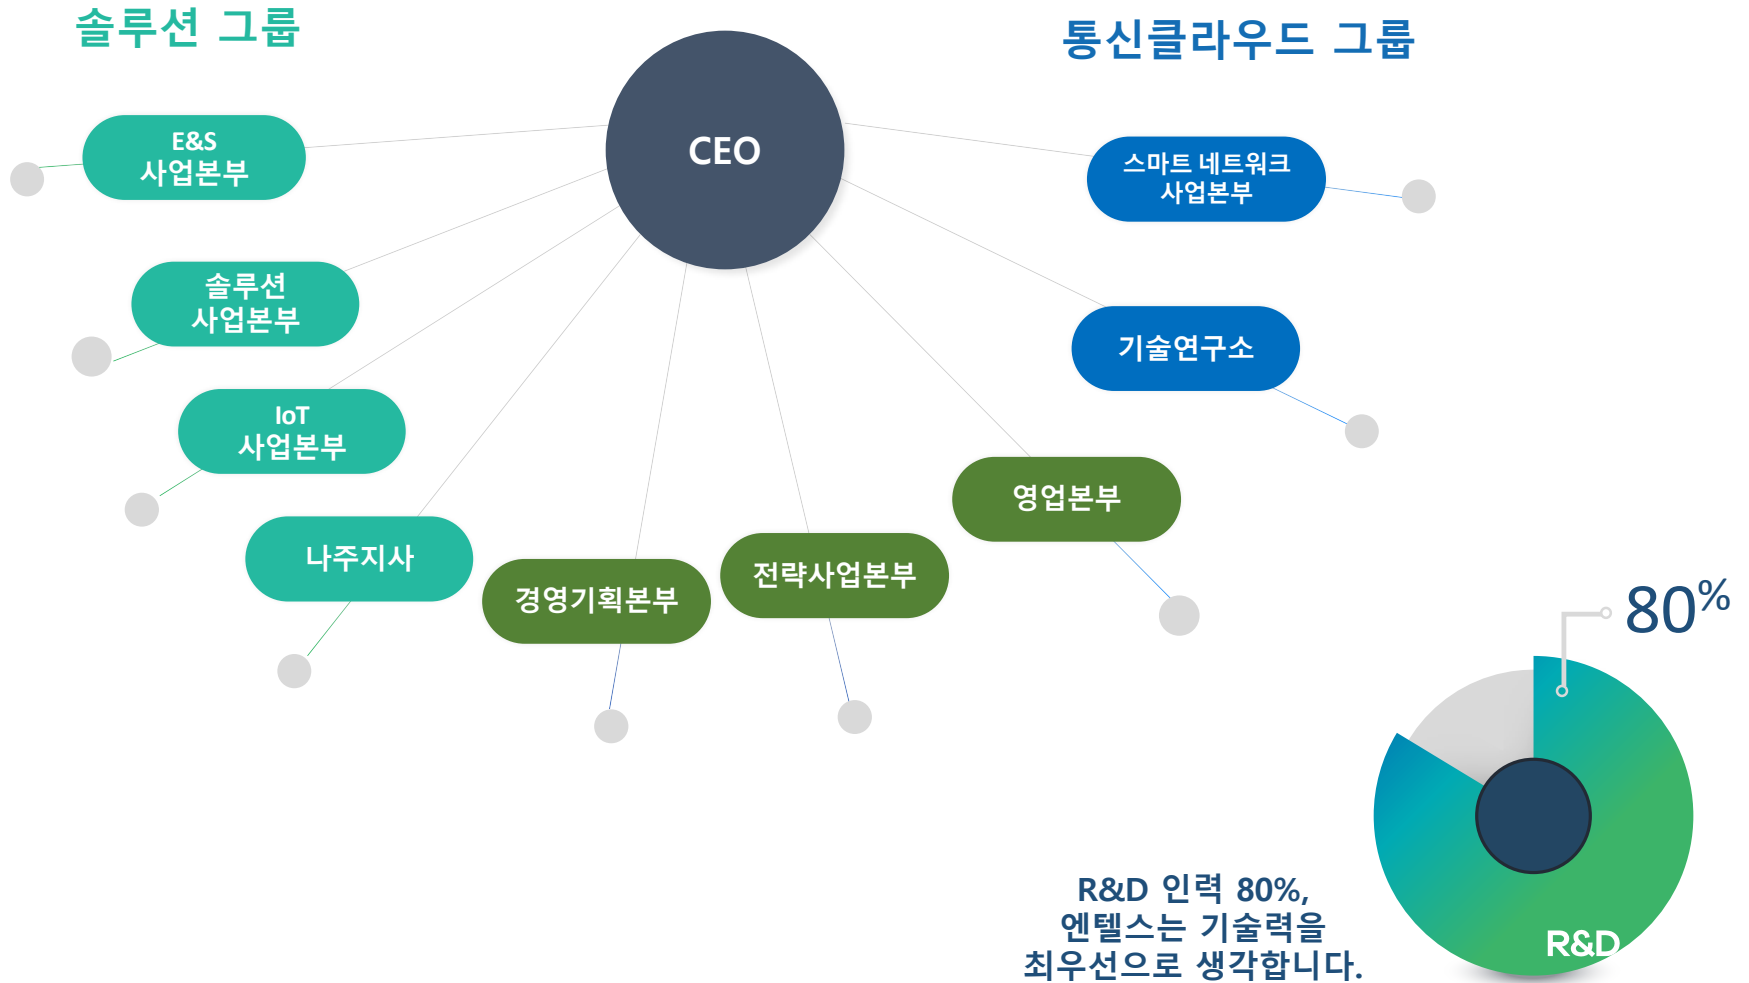 솔루션 그룹
통신클라우드 그룹
CEO
E&S
사업본부
스마트 네트워크
사업본부
솔루션
사업본부
기술연구소
IoT
사업본부
영업본부
나주지사
경영기획본부
전략사업본부
80%
R&D 인력 80%,
엔텔스는 기술력을
최우선으로 생각합니다.
R&D